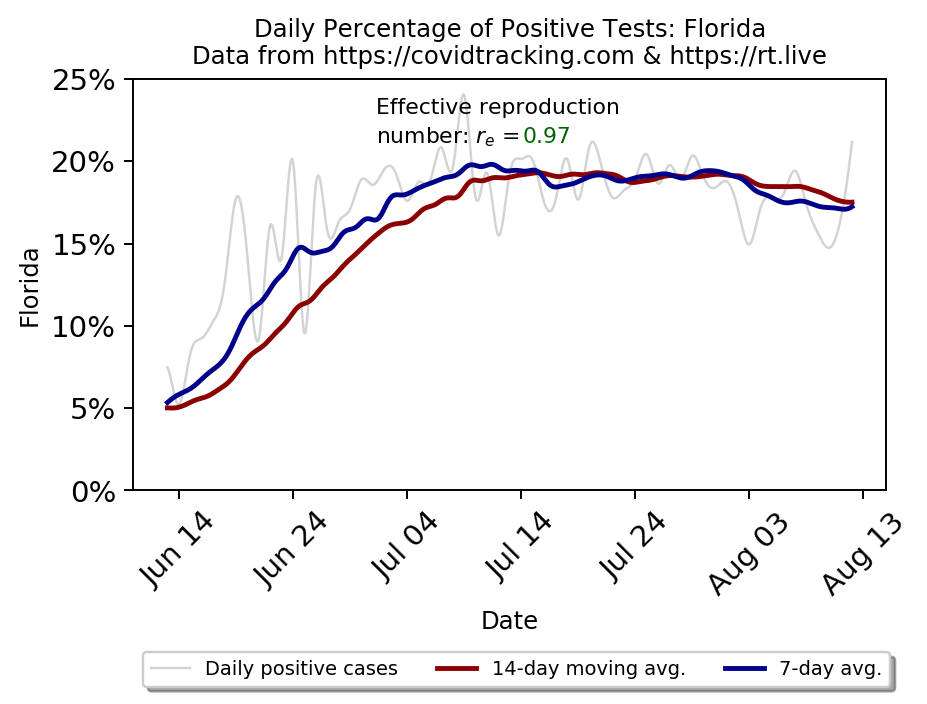 Daily Percentage of Positive Tests: Florida
Data from https://covidtracking.com & https://rt.live
25%
Effective reproduction
number: rₑ =0.97
20%
15%
10%
5%
0%
Florida
Jun 14
Jun 24
Jul 04
Jul 14
Jul 24
Aug 03
Aug 13
Date
Daily positive cases
14-day moving avg.
7-day avg.